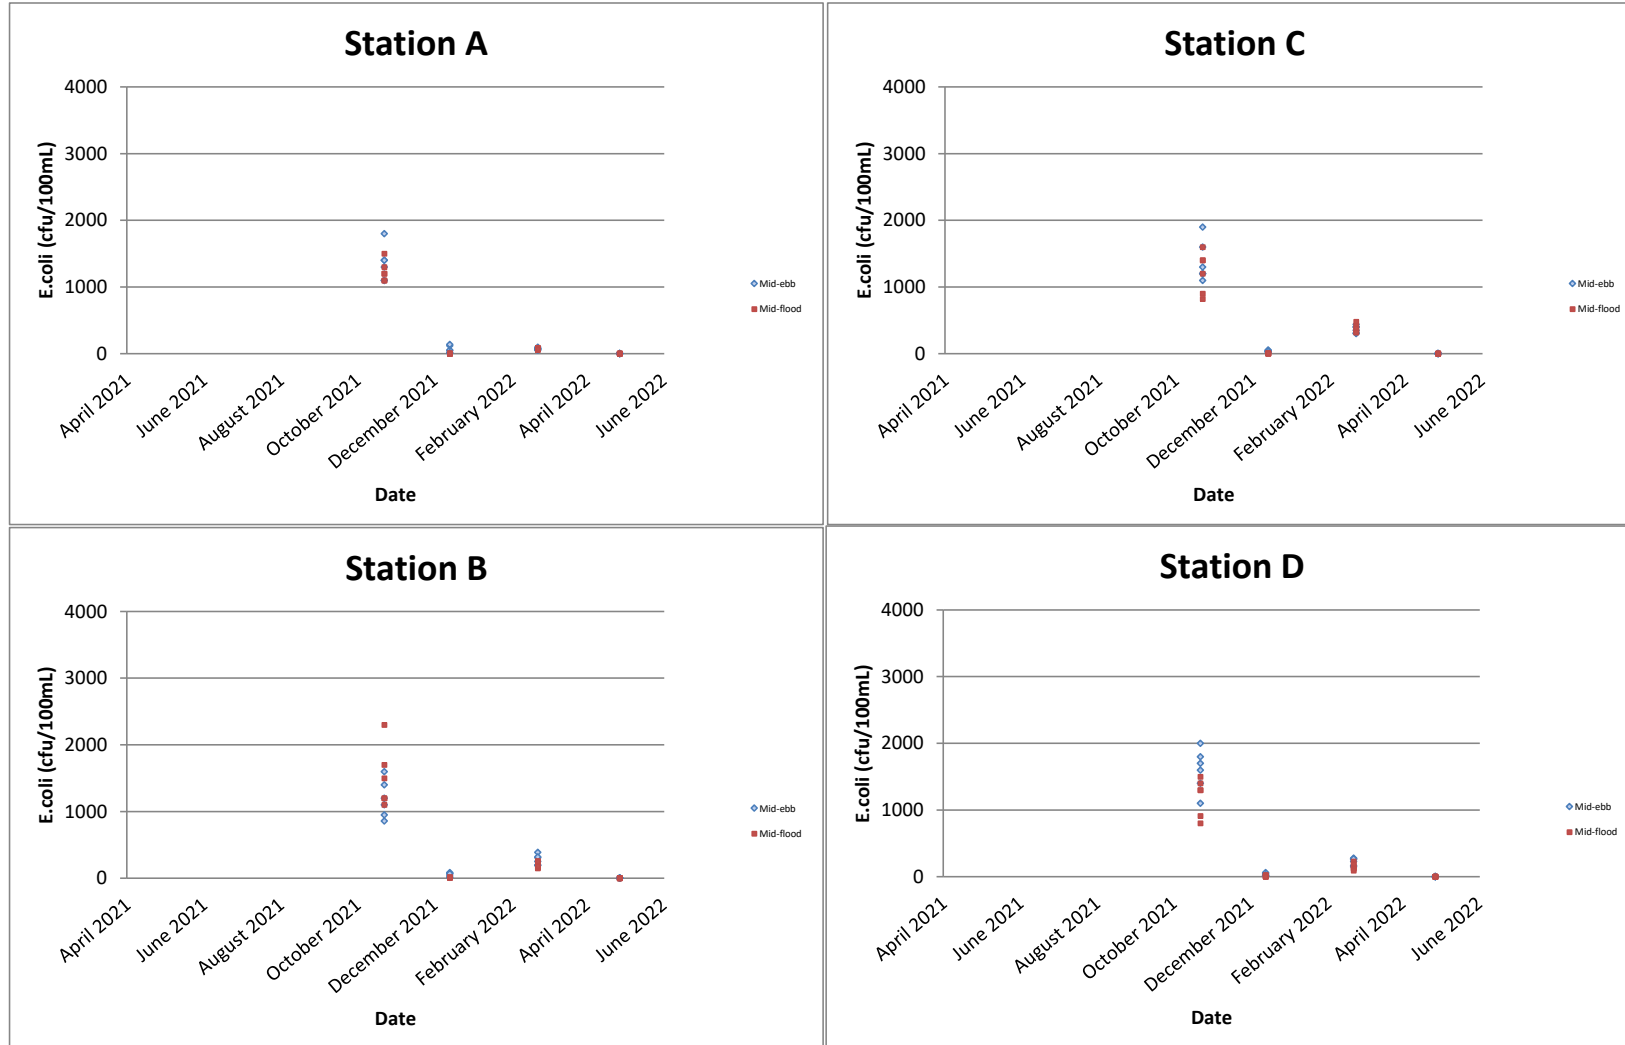 Station A
4000
3000
2000
1000
0
E.coli (cfu/100mL)
April 2021
June 2021
August 2021
October 2021
December 2021
February 2022
April 2022
June 2022
Date
Mid-ebb
Mid-flood
Station C
4000
3000
2000
1000
0
E.coli (cfu/100mL)
April 2021
June 2021
August 2021
October 2021
December 2021
February 2022
April 2022
June 2022
Date
Mid-ebb
Mid-flood
Station B
4000
3000
2000
1000
0
E.coli (cfu/100mL)
April 2021
June 2021
August 2021
October 2021
December 2021
February 2022
April 2022
June 2022
Date
Mid-ebb
Mid-flood
Station D
4000
3000
2000
1000
0
E.coli (cfu/100mL)
April 2021
June 2021
August 2021
October 2021
December 2021
February 2022
April 2022
June 2022
Date
Mid-ebb
Mid-flood